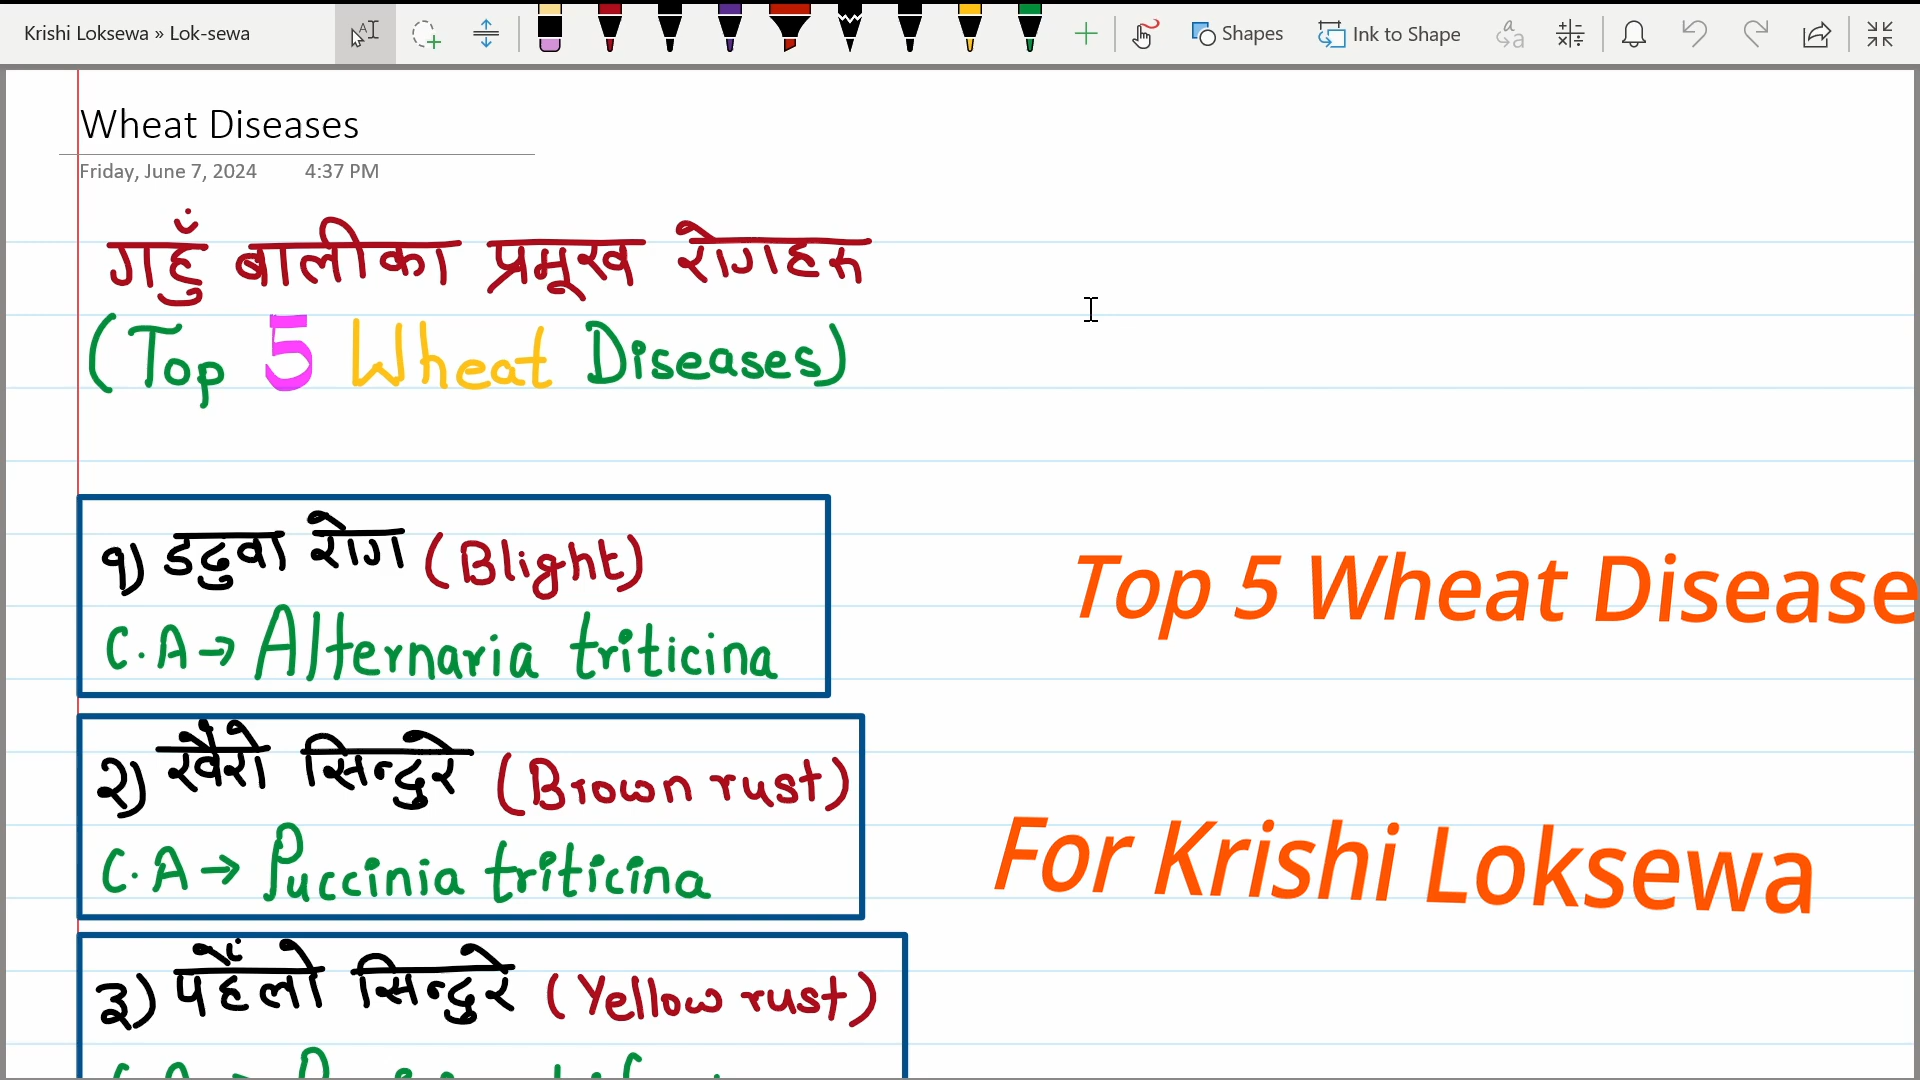 Krishi Loksewa » Lok-sewa
Shapes
Ink to Shape
Wheat Diseases
Friday, June 7, 2024 4:37 PM
गहुँ बालीका प्रमूख रोगहरू
(Top 5 Wheat Diseases)
१) डढुवा रोग (Blight)
C.A → Alternaria triticina
Top 5 Wheat Disease
२) खैरो सिन्दुरे (Brown rust)
C.A → Puccinia triticina
For Krishi Loksewa
३) पहेँलो सिन्दुरे (Yellow rust)